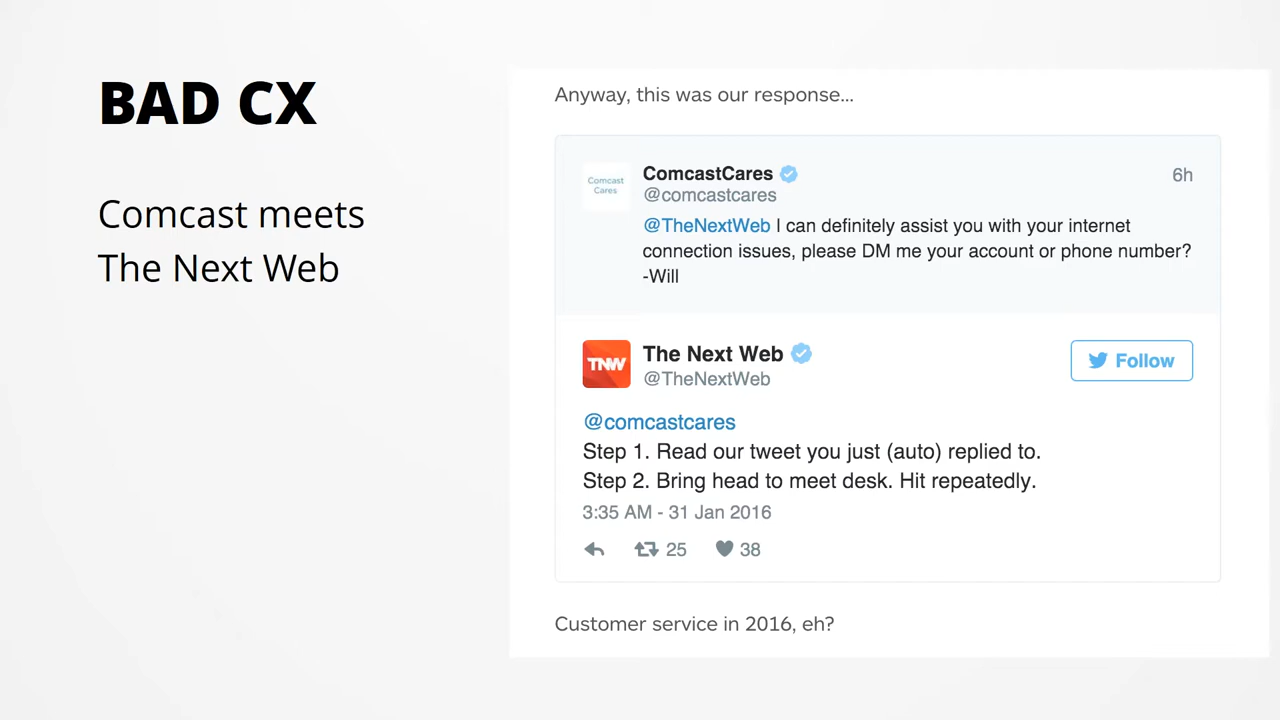 BAD CX
Comcast meets
The Next Web
Anyway, this was our response...
Comcast
Cares
ComcastCares
6h
@comcastcares
@TheNextWeb I can definitely assist you with your internet
connection issues, please DM me your account or phone number?
-Will
TNW
The Next Web
@TheNextWeb
Follow
@comcastcares
Step 1. Read our tweet you just (auto) replied to.
Step 2. Bring head to meet desk. Hit repeatedly.
3:35 AM - 31 Jan 2016
25 38
Customer service in 2016, eh?